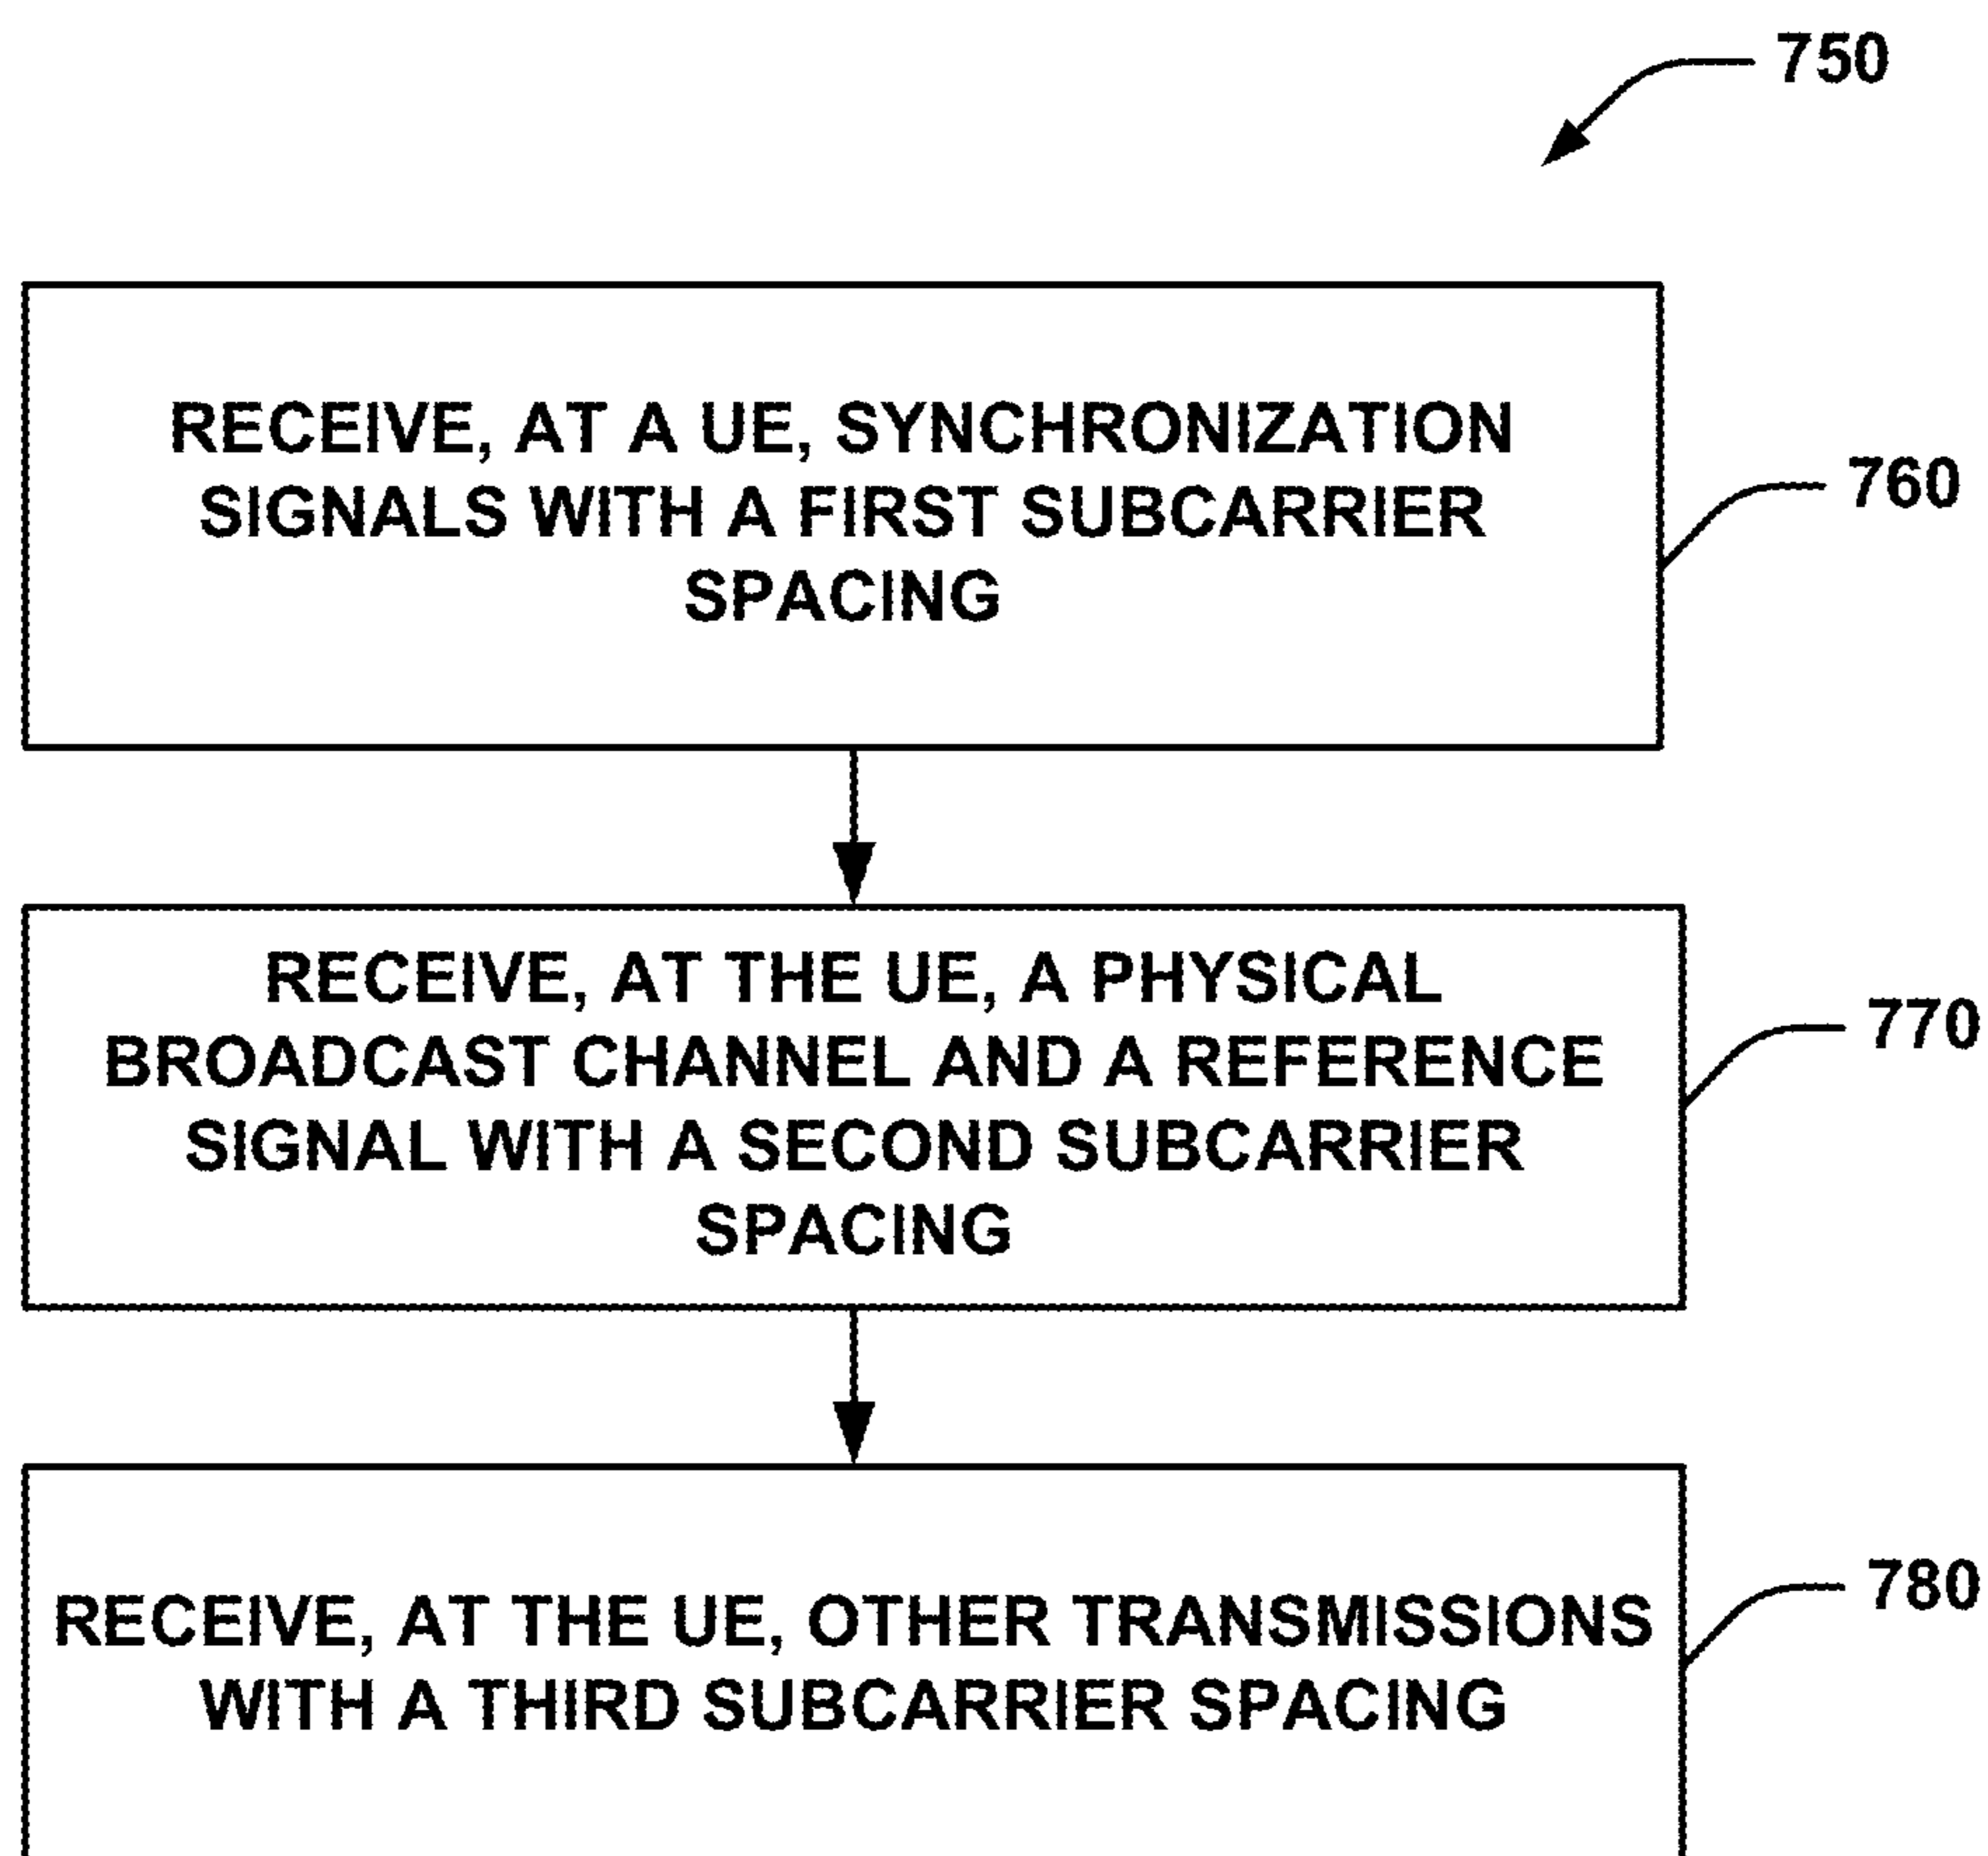 750
RECEIVE, AT A UE, SYNCHRONIZATION
SIGNALS WITH A FIRST SUBCARRIER
SPACING
760
RECEIVE, AT THE UE, A PHYSICAL
BROADCAST CHANNEL AND A REFERENCE
SIGNAL WITH A SECOND SUBCARRIER
SPACING
770
RECEIVE, AT THE UE, OTHER TRANSMISSIONS
WITH A THIRD SUBCARRIER SPACING
780